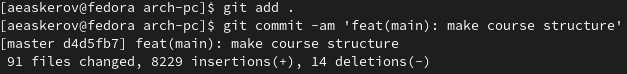 [aeaskerov@fedora arch-pc]$ git add .
[aeaskerov@fedora arch-pc]$ git commit -am 'feat(main): make course structure'
[master d4d5fb7] feat(main): make course structure
 91 files changed, 8229 insertions(+), 14 deletions(-)